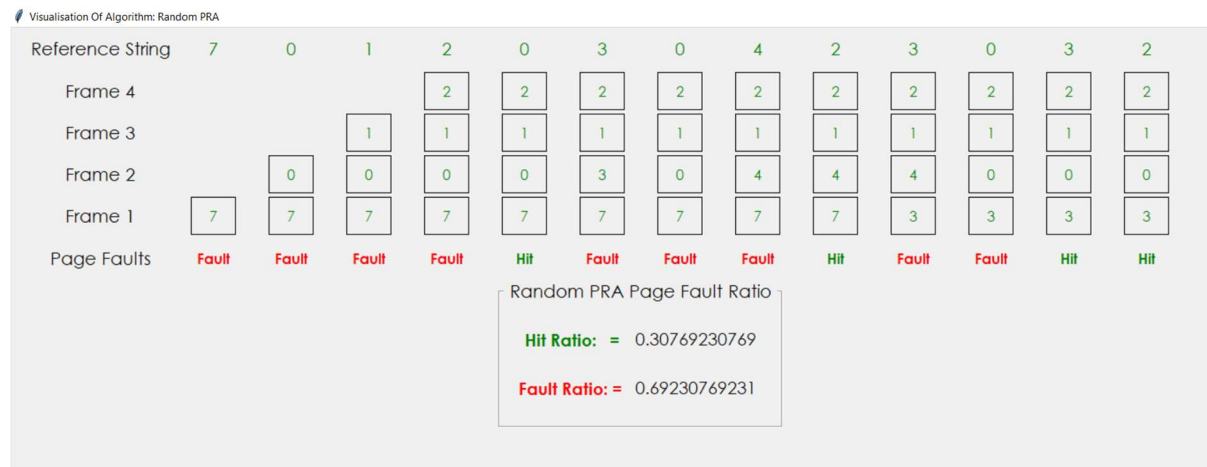 Visualisation Of Algorithm: Random PRA
Reference String 7 0 1 2 0 3 0 4 2 3 0 3 2
Frame 4 2 2 2 2 2 2 2 2 2 2
Frame 3 1 1 1 1 1 1 1 1 1 1 1
Frame 2 0 0 0 0 3 0 4 4 4 0 0 0
Frame 1 7 7 7 7 7 7 7 7 7 3 3 3 3
Page Faults Fault Fault Fault Fault Hit Fault Fault Fault Hit Fault Fault Hit Hit
Random PRA Page Fault Ratio
Hit Ratio: = 0.30769230769
Fault Ratio: = 0.69230769231